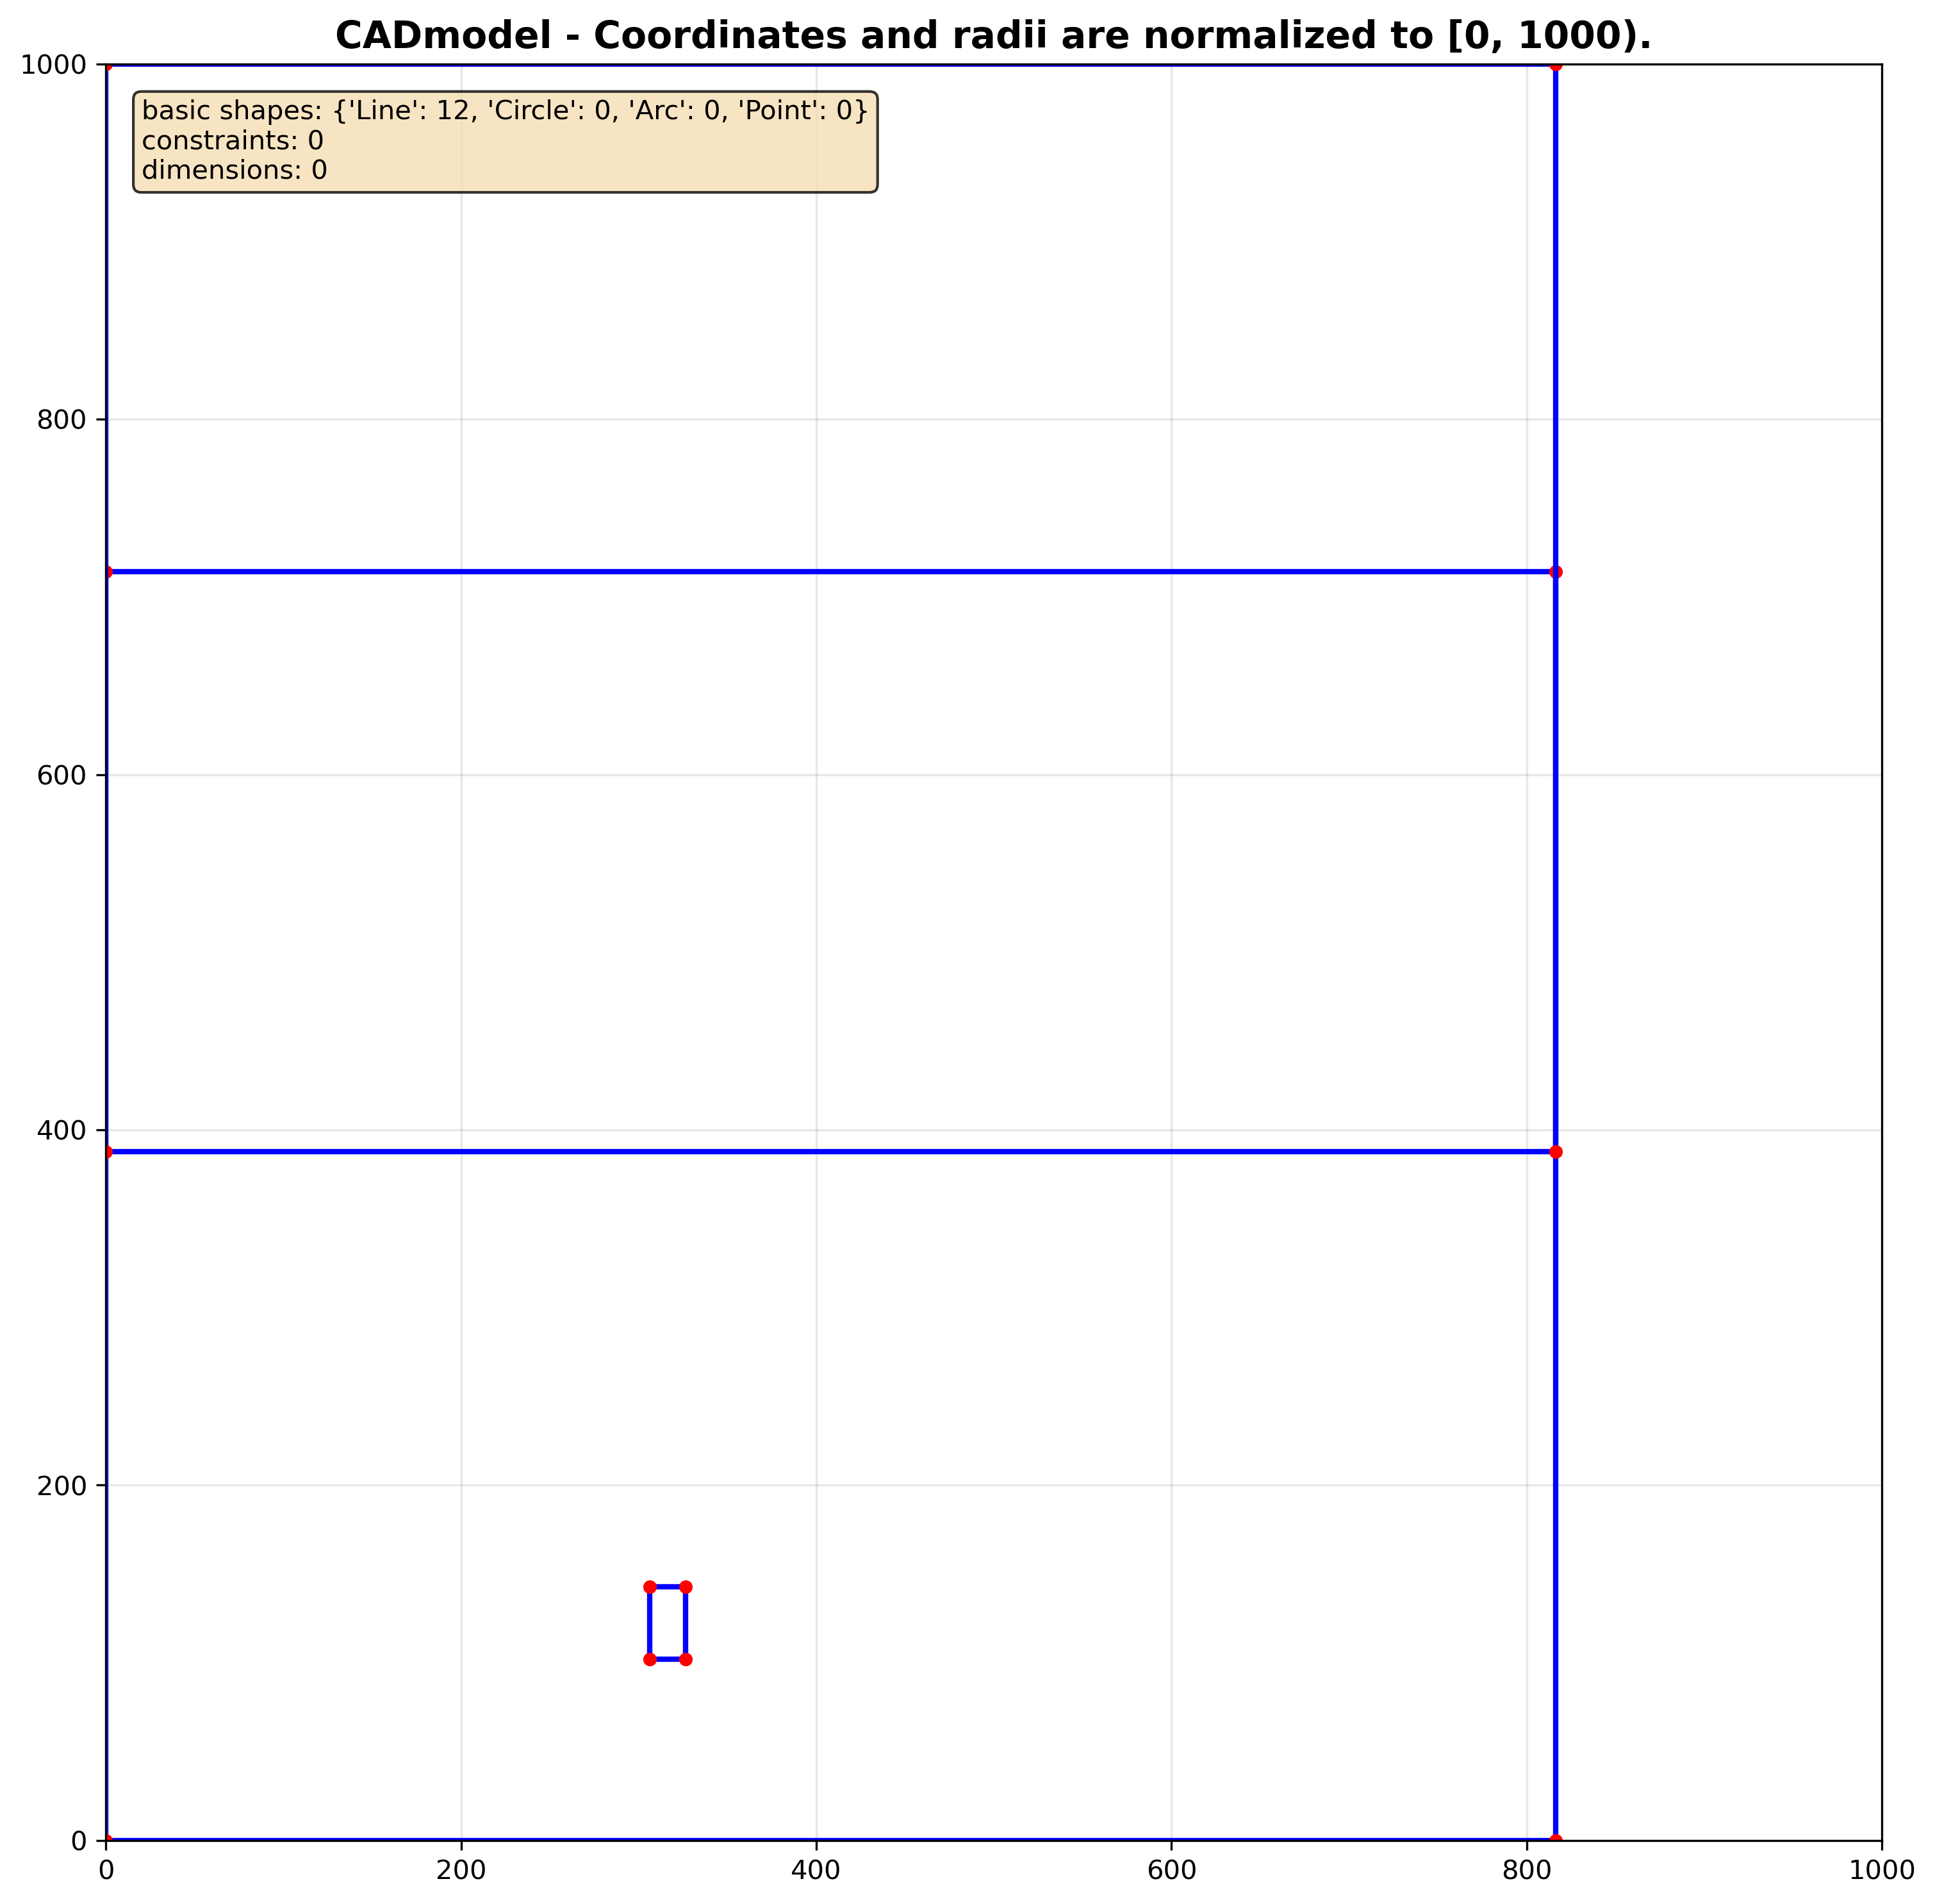 CADmodel - Coordinates and radii are normalized to [0, 1000).
1000
basic shapes: {'Line': 12, 'Circle': 0, 'Arc': 0, 'Point': 0}
constraints: 0
dimensions: 0
800
600
400
200
0
0 200 400 600 800 1000